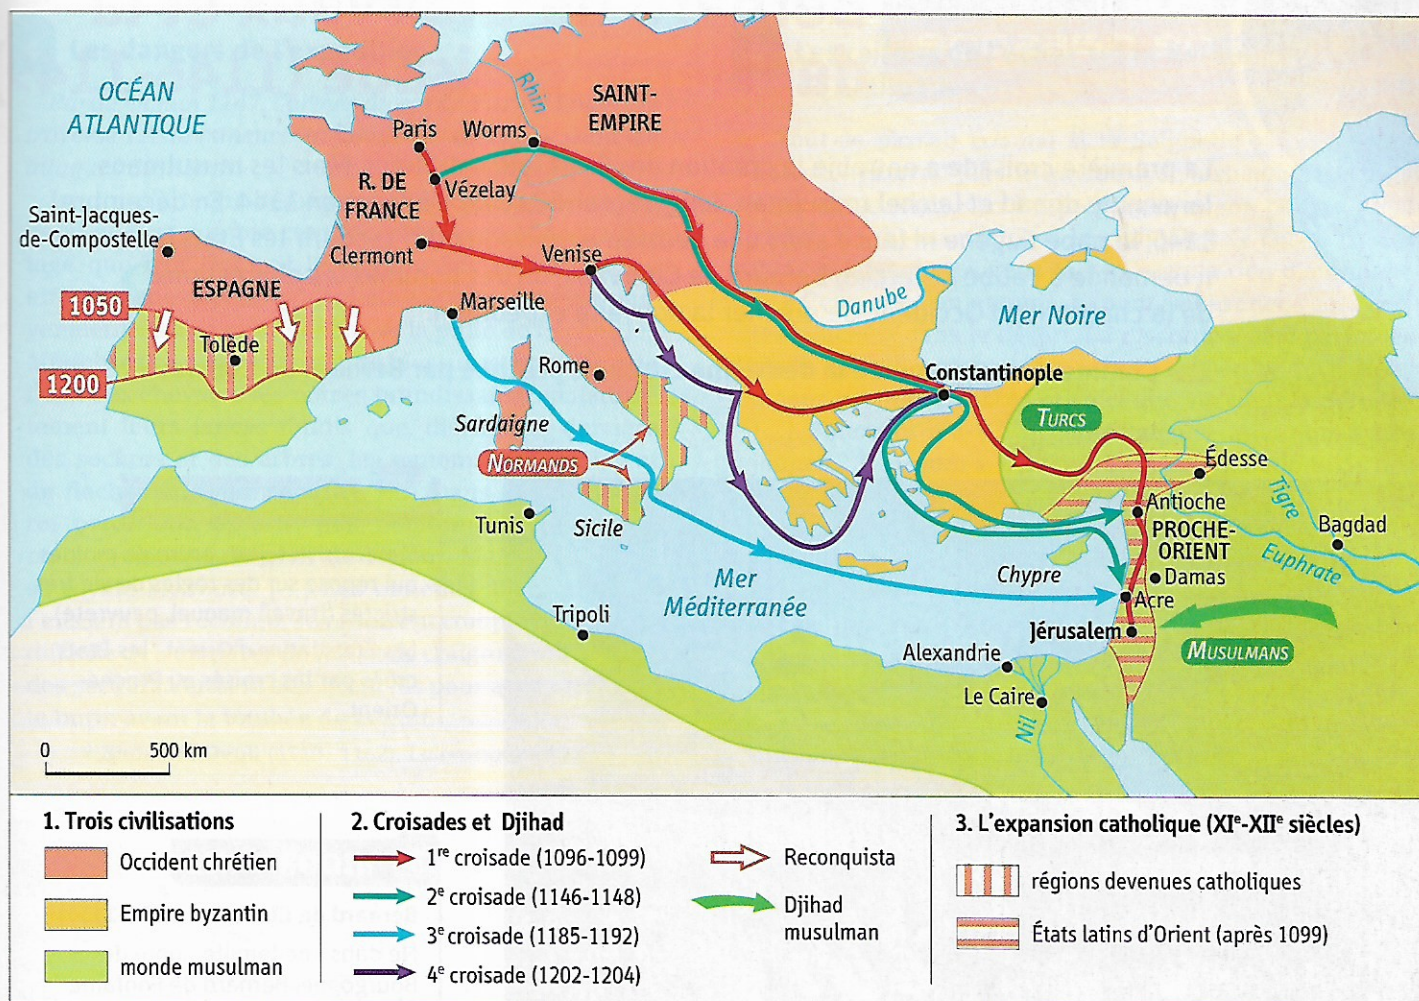 OCÉAN
ATLANTIQUE
Rhin
SAINT-
EMPIRE
Paris
Worms
Vézelay
R. DE
FRANCE
Saint-Jacques-
de-Compostelle
Clermont
Venise
ESPAGNE
1050
Marseille
Danube
Mer Noire
Tolède
Rome
1200
Constantinople
Sardaigne
TURCS
NORMANDS
Édesse
Antioche
Tigre
Tunis
Sicile
PROCHE-
ORIENT
Bagdad
Euphrate
Chypre
Damas
Mer
Méditerranée
Acre
Tripoli
Jérusalem
MUSULMANS
Alexandrie
Le Caire
Nil
0 500 km
1. Trois civilisations
Occident chrétien
Empire byzantin
monde musulman
2. Croisades et Djihad
1re croisade (1096-1099)
2e croisade (1146-1148)
3e croisade (1185-1192)
4e croisade (1202-1204)
Reconquista
Djihad
musulman
3. L'expansion catholique (XIe-XIIe siècles)
régions devenues catholiques
États latins d'Orient (après 1099)